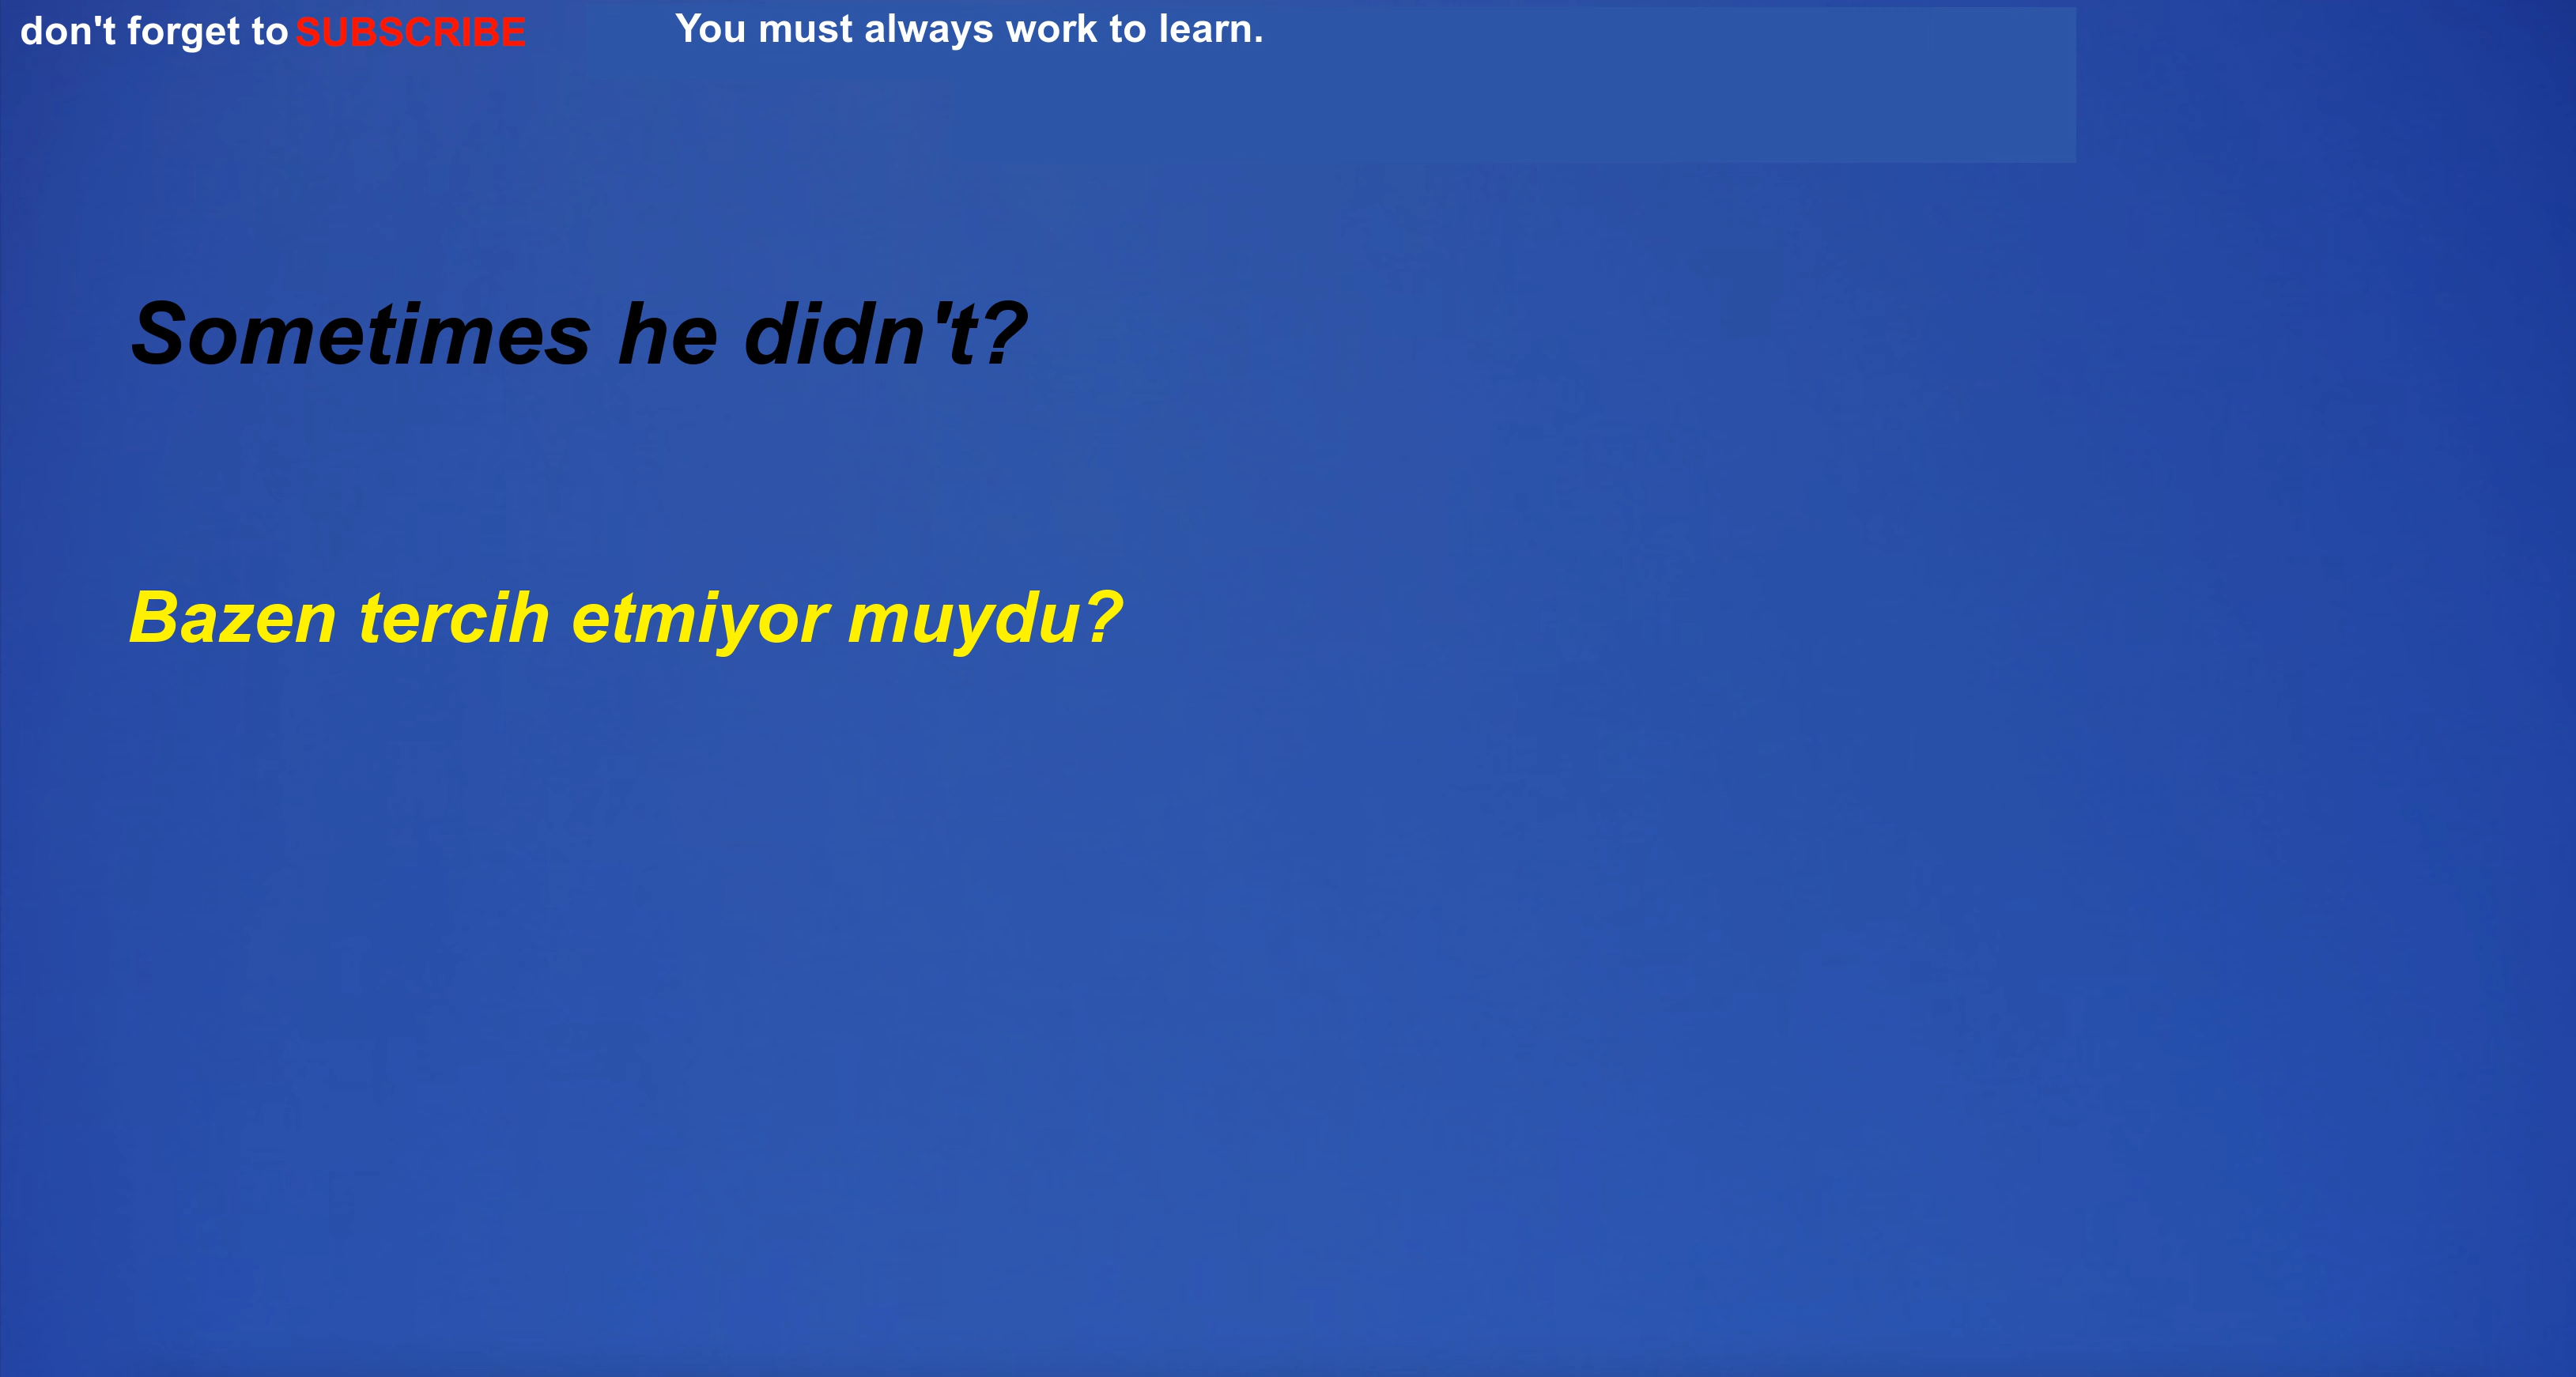 don't forget to SUBSCRIBE
You must always work to learn.
Sometimes he didn't?
Bazen tercih etmiyor muydu?